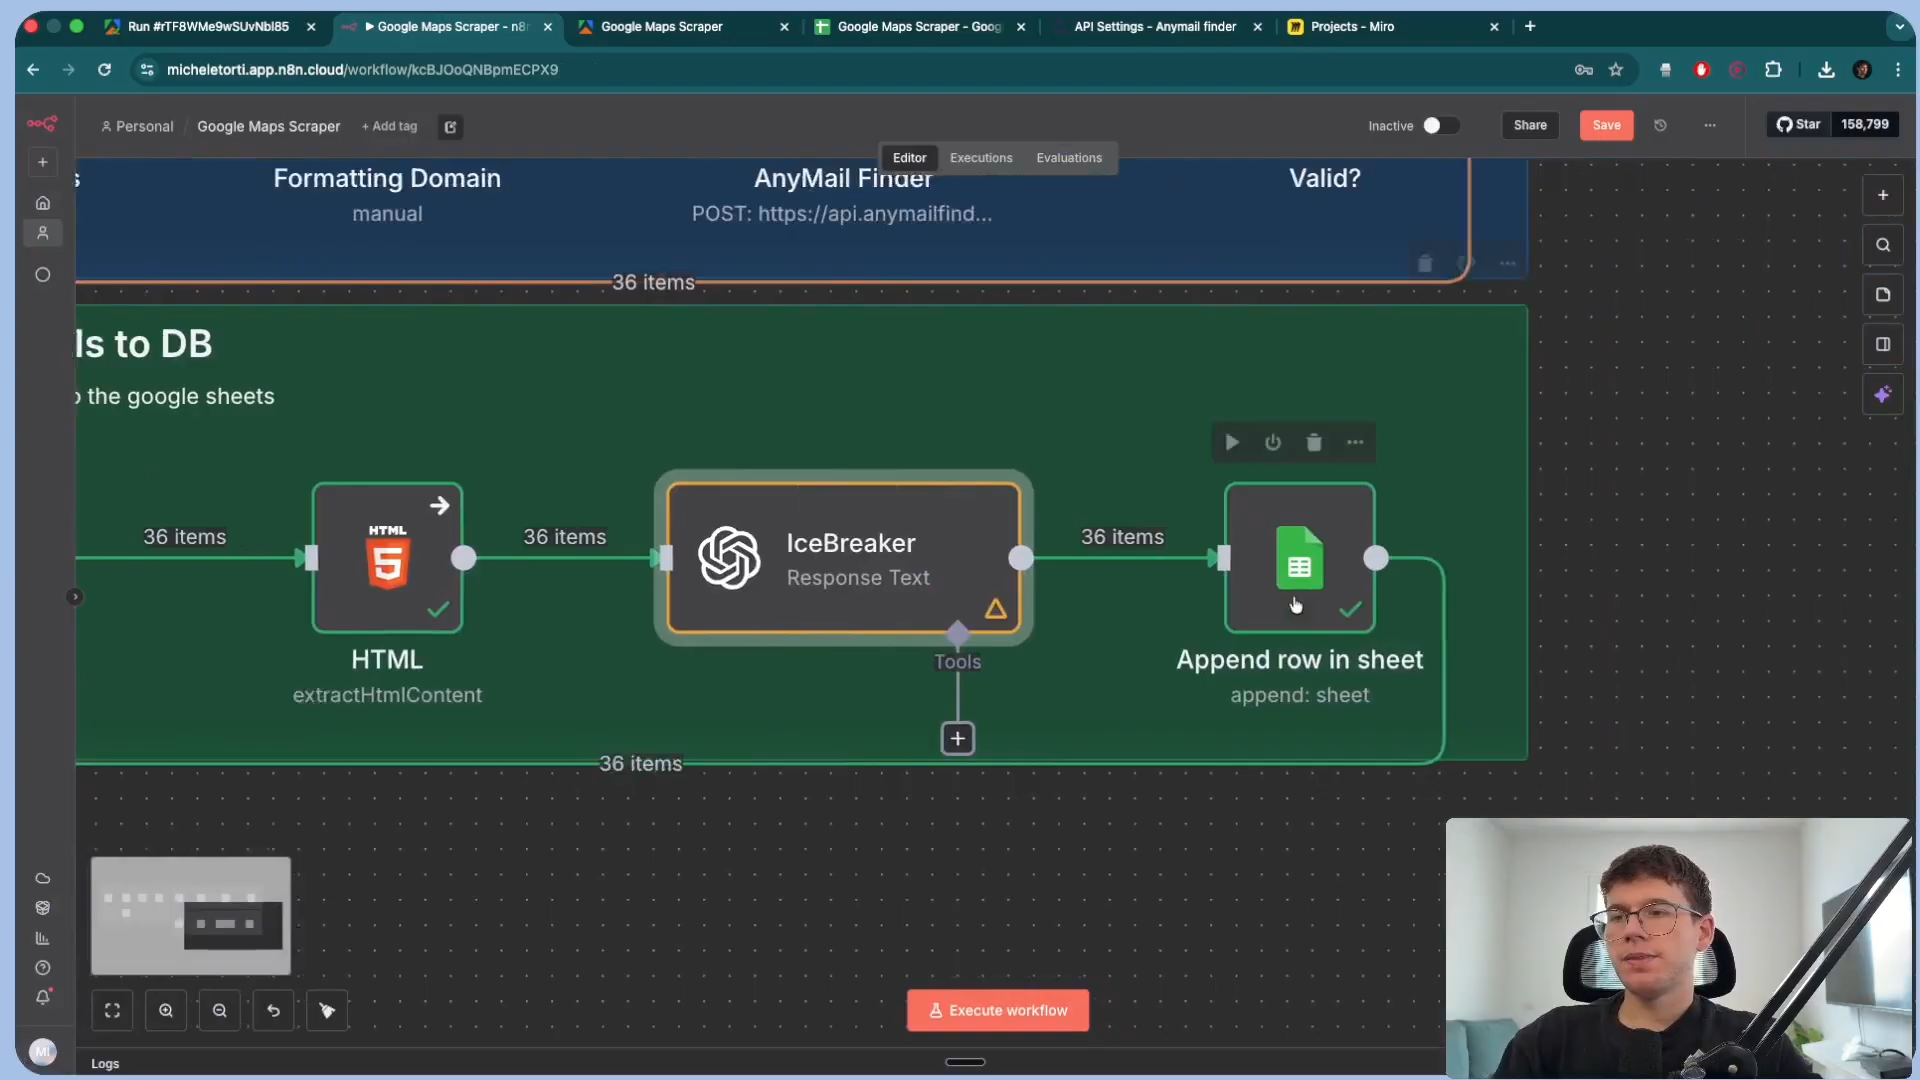 Run #rTF8WMe9wSUvNbl85
Google Maps Scraper - n8n
Google Maps Scraper
Google Maps Scraper - Goog
API Settings - Anymail finder
Projects - Miro
micheletorti.app.n8n.cloud/workflow/kcBJOoQNBpmECPX9
Personal / Google Maps Scraper + Add tag
Inactive
Share
Save
Star 158,799
Editor
Executions
Evaluations
s
Formatting Domain
manual
AnyMail Finder
POST: https://api.anymailfind...
Valid?
36 items
ls to DB
o the google sheets
36 items
HTML
5
HTML
extractHtmlContent
36 items
IceBreaker
Response Text
Tools
36 items
Append row in sheet
append: sheet
36 items
Execute workflow
MI
Logs